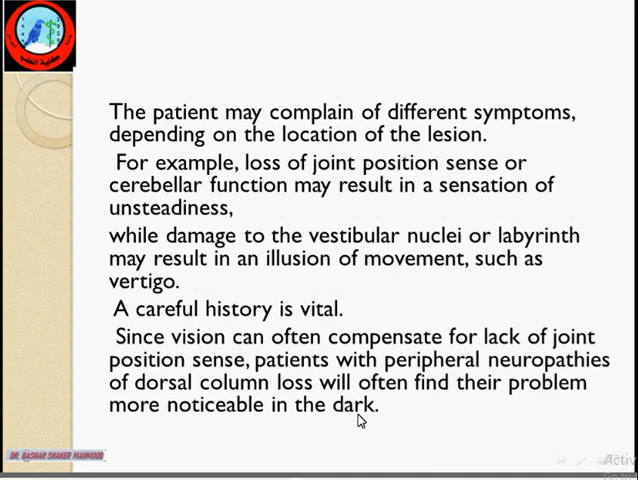 The patient may complain of different symptoms,
depending on the location of the lesion.
For example, loss of joint position sense or
cerebellar function may result in a sensation of
unsteadiness,
while damage to the vestibular nuclei or labyrinth
may result in an illusion of movement, such as
vertigo.
A careful history is vital.
Since vision can often compensate for lack of joint
position sense, patients with peripheral neuropathies
of dorsal column loss will often find their problem
more noticeable in the dark.
DR. BASHAR SHAKER MAHMOOD